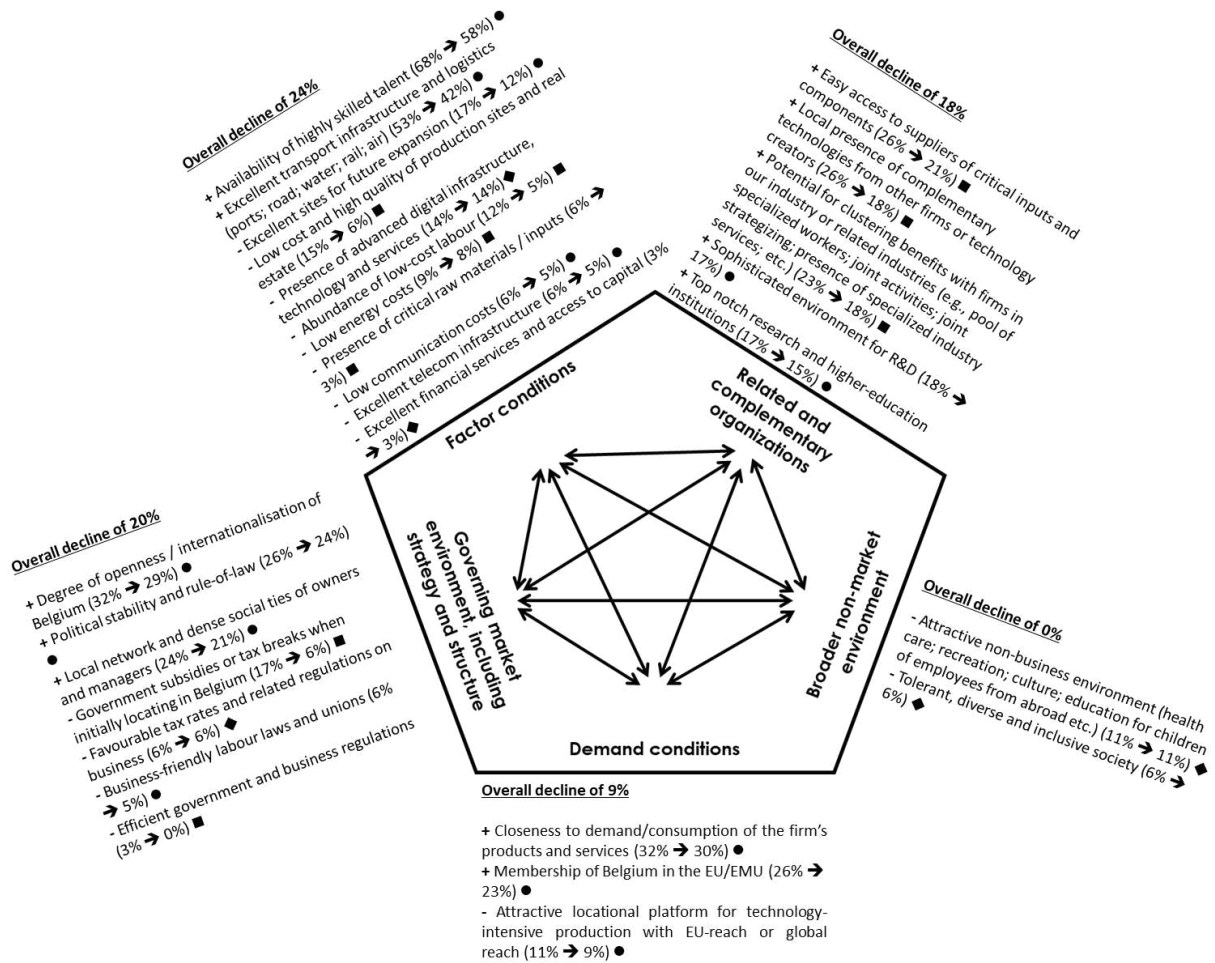 Overall decline of 24%
+ Availability of highly skilled talent (68% ➔ 58%) ●
+ Excellent transport infrastructure and logistics
(ports; road; water; rail; air) (53% ➔ 42%) ●
- Excellent sites for future expansion (17% ➔ 12%) ●
- Low cost and high quality of production sites and real
estate (15% ➔ 6%) ■
- Presence of advanced digital infrastructure,
technology and services (14% ➔ 14%) ◆
- Abundance of low-cost labour (12% ➔ 5%) ■
- Low energy costs (9% ➔ 8%) ■
- Presence of critical raw materials / inputs (6% ➔
3%) ■
- Low communication costs (6% ➔ 5%) ●
- Excellent telecom infrastructure (6% ➔ 5%) ●
- Excellent financial services and access to capital (3%
➔ 3%) ◆
Overall decline of 18%
+ Easy access to suppliers of critical inputs and
components (26% ➔ 21%) ■
+ Local presence of complementary
technologies from other firms or technology
creators (26% ➔ 18%) ■
+ Potential for clustering benefits with firms in
our industry or related industries (e.g., pool of
specialized workers; joint activities; joint
strategizing; presence of specialized industry
services; etc.) (23% ➔ 18%) ■
+ Sophisticated environment for R&D (18% ➔
17%) ●
+ Top notch research and higher-education
institutions (17% ➔ 15%) ●
Factor conditions
Related and
complementary
organizations
Governing market
environment, including
strategy and structure
Broader non-market
environment
Demand conditions
Overall decline of 20%
+ Degree of openness / internationalisation of
Belgium (32% ➔ 29%) ●
+ Political stability and rule-of-law (26% ➔ 24%)
●
+ Local network and dense social ties of owners
and managers (24% ➔ 21%) ●
- Government subsidies or tax breaks when
initially locating in Belgium (17% ➔ 6%) ■
- Favourable tax rates and related regulations on
business (6% ➔ 6%) ◆
- Business-friendly labour laws and unions (6%
➔ 5%) ●
- Efficient government and business regulations
(3% ➔ 0%) ■
Overall decline of 0%
- Attractive non-business environment (health
care; recreation; culture; education for children
of employees from abroad etc.) (11% ➔ 11%) ◆
- Tolerant, diverse and inclusive society (6% ➔
6%) ◆
Overall decline of 9%
+ Closeness to demand/consumption of the firm's
products and services (32% ➔ 30%) ●
+ Membership of Belgium in the EU/EMU (26% ➔
23%) ●
- Attractive locational platform for technology-
intensive production with EU-reach or global
reach (11% ➔ 9%) ●